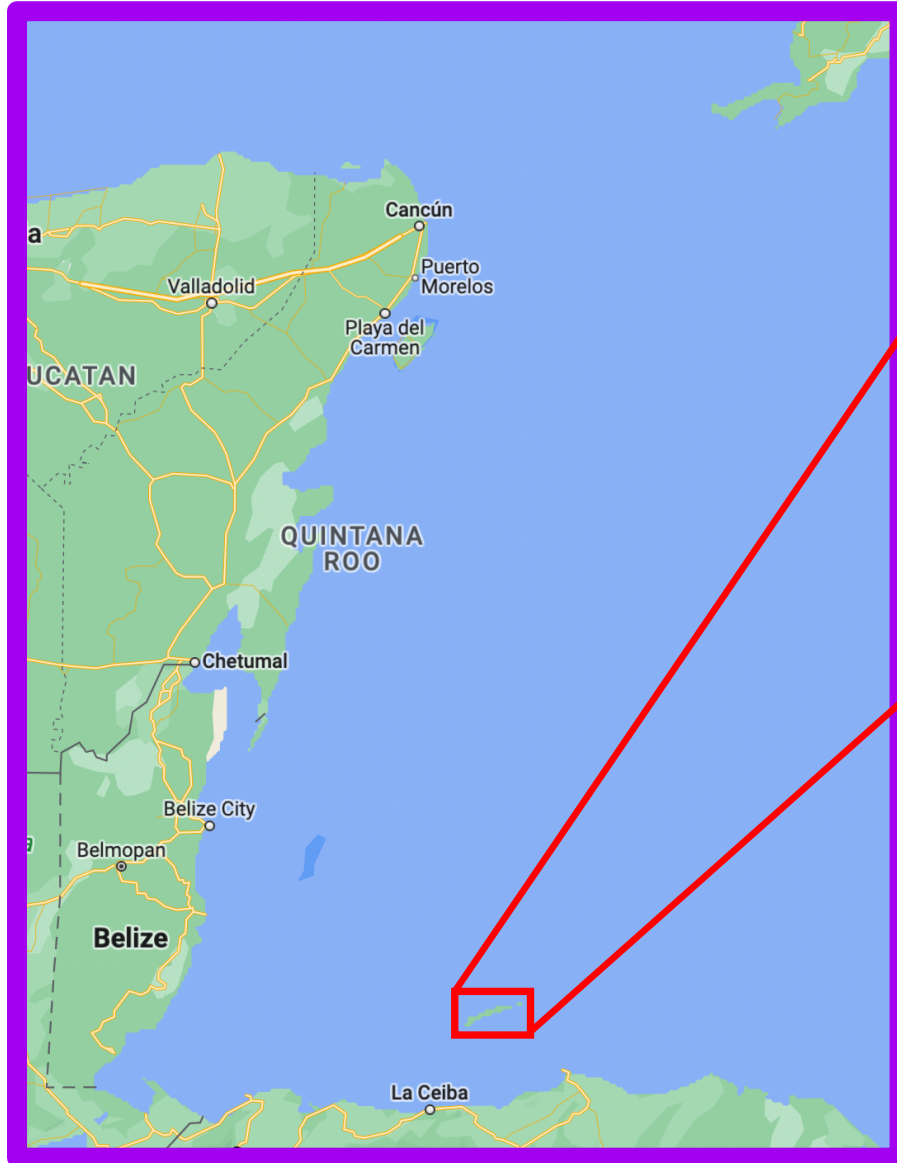 Cancún
a
Puerto
Morelos
Valladolid
Playa del
Carmen
UCATAN
QUINTANA
ROO
Chetumal
Belize City
a
Belmopan
Belize
La Ceiba